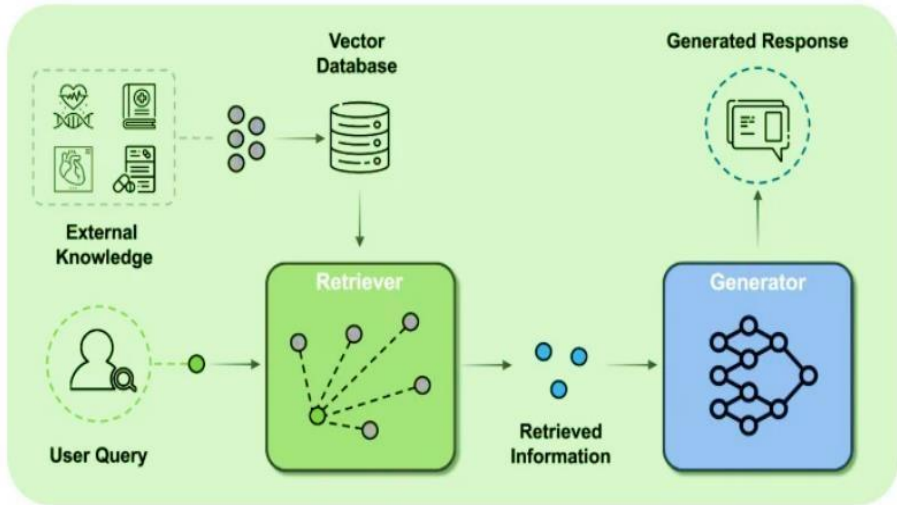 Vector
Database
Generated Response
External
Knowledge
Retriever
Generator
User Query
Retrieved
Information